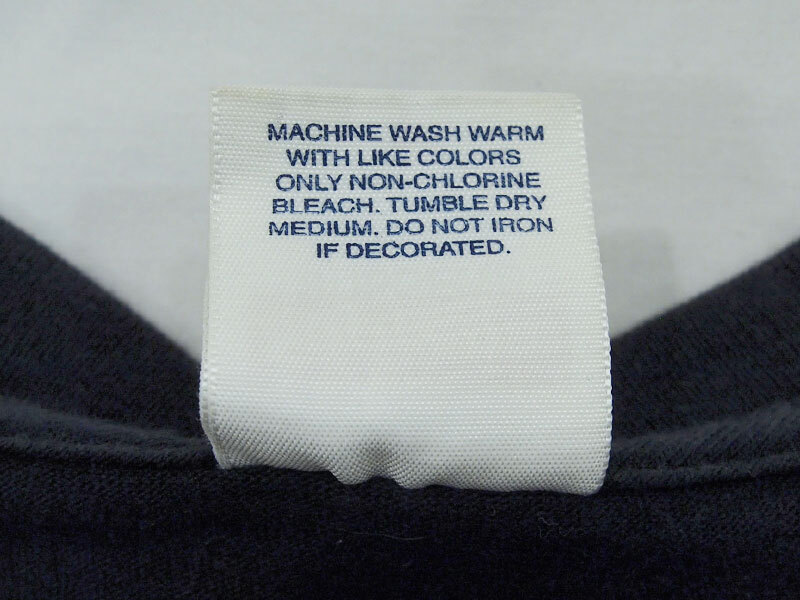 MACHINE WASH WARM
WITH LIKE COLORS
ONLY NON-CHLORINE
BLEACH. TUMBLE DRY
MEDIUM. DO NOT IRON
IF DECORATED.